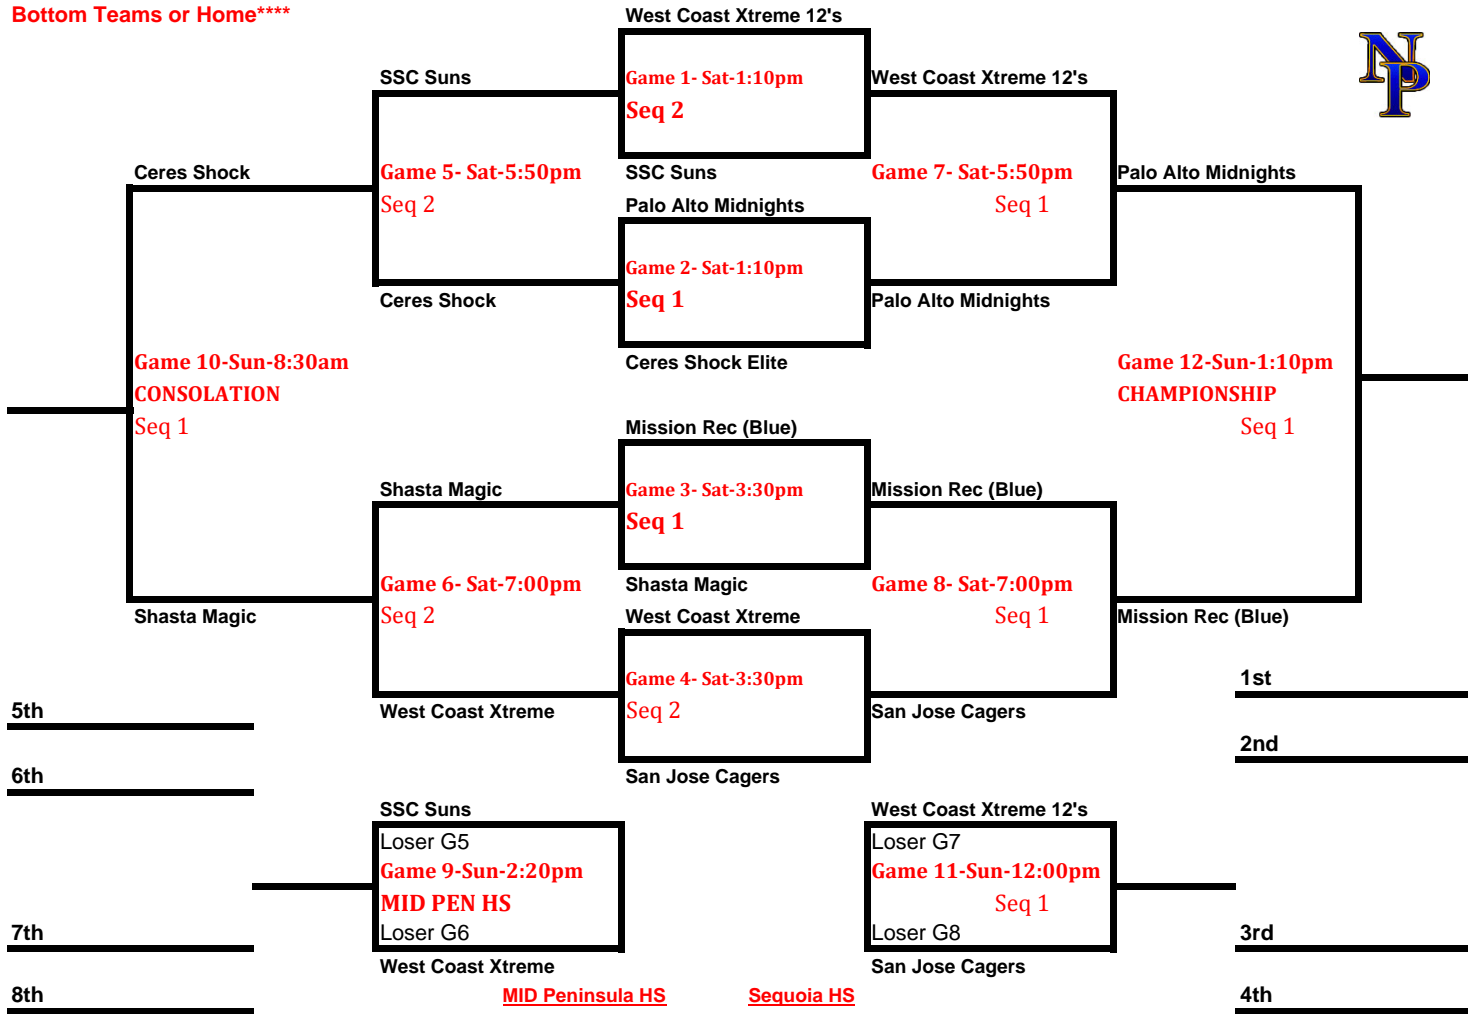 Bottom Teams or Home****
West Coast Xtreme 12's
NP
SSC Suns
Game 1- Sat-1:10pm
West Coast Xtreme 12's
Seq 2
Ceres Shock
Game 5- Sat-5:50pm
SSC Suns
Game 7- Sat-5:50pm
Palo Alto Midnights
Seq 2
Palo Alto Midnights
Seq 1
Game 2- Sat-1:10pm
Ceres Shock
Seq 1
Palo Alto Midnights
Game 10-Sun-8:30am
Ceres Shock Elite
Game 12-Sun-1:10pm
CONSOLATION
CHAMPIONSHIP
Seq 1
Mission Rec (Blue)
Seq 1
Shasta Magic
Game 3- Sat-3:30pm
Mission Rec (Blue)
Seq 1
Game 6- Sat-7:00pm
Shasta Magic
Game 8- Sat-7:00pm
Shasta Magic
Seq 2
West Coast Xtreme
Seq 1
Mission Rec (Blue)
Game 4- Sat-3:30pm
1st
5th
West Coast Xtreme
Seq 2
San Jose Cagers
2nd
6th
San Jose Cagers
SSC Suns
West Coast Xtreme 12's
Loser G5
Loser G7
Game 9-Sun-2:20pm
Game 11-Sun-12:00pm
MID PEN HS
Seq 1
7th
Loser G6
Loser G8
3rd
West Coast Xtreme
San Jose Cagers
8th
MID Peninsula HS
Sequoia HS
4th